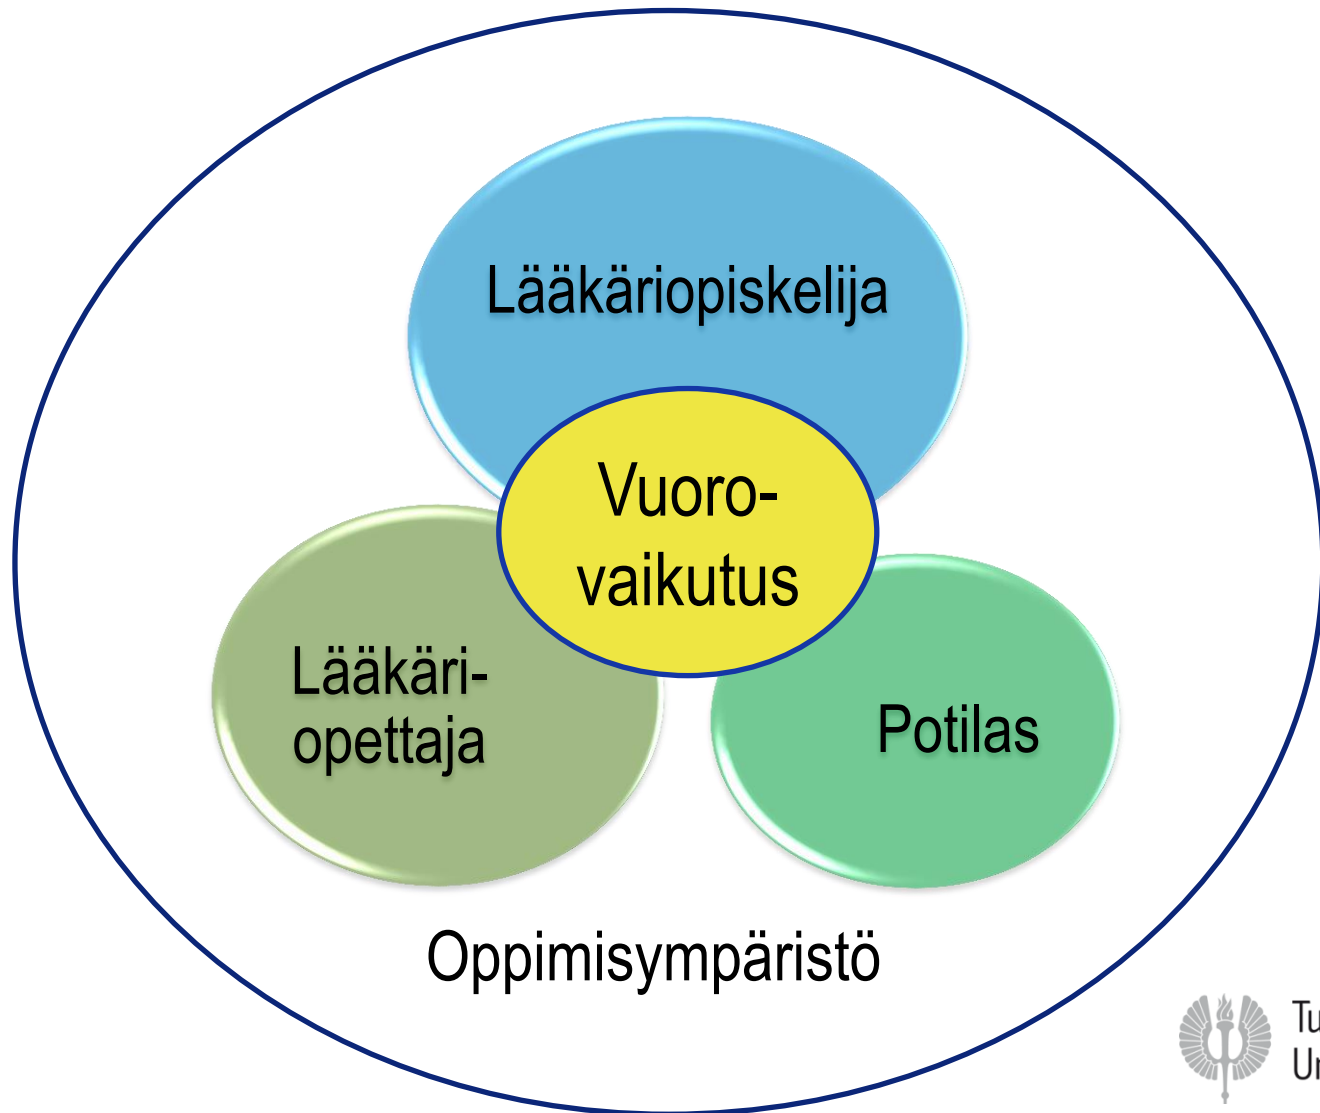 Lääkäriopiskelija
Vuoro-
vaikutus
Lääkäri-
opettaja
Potilas
Oppimisympäristö